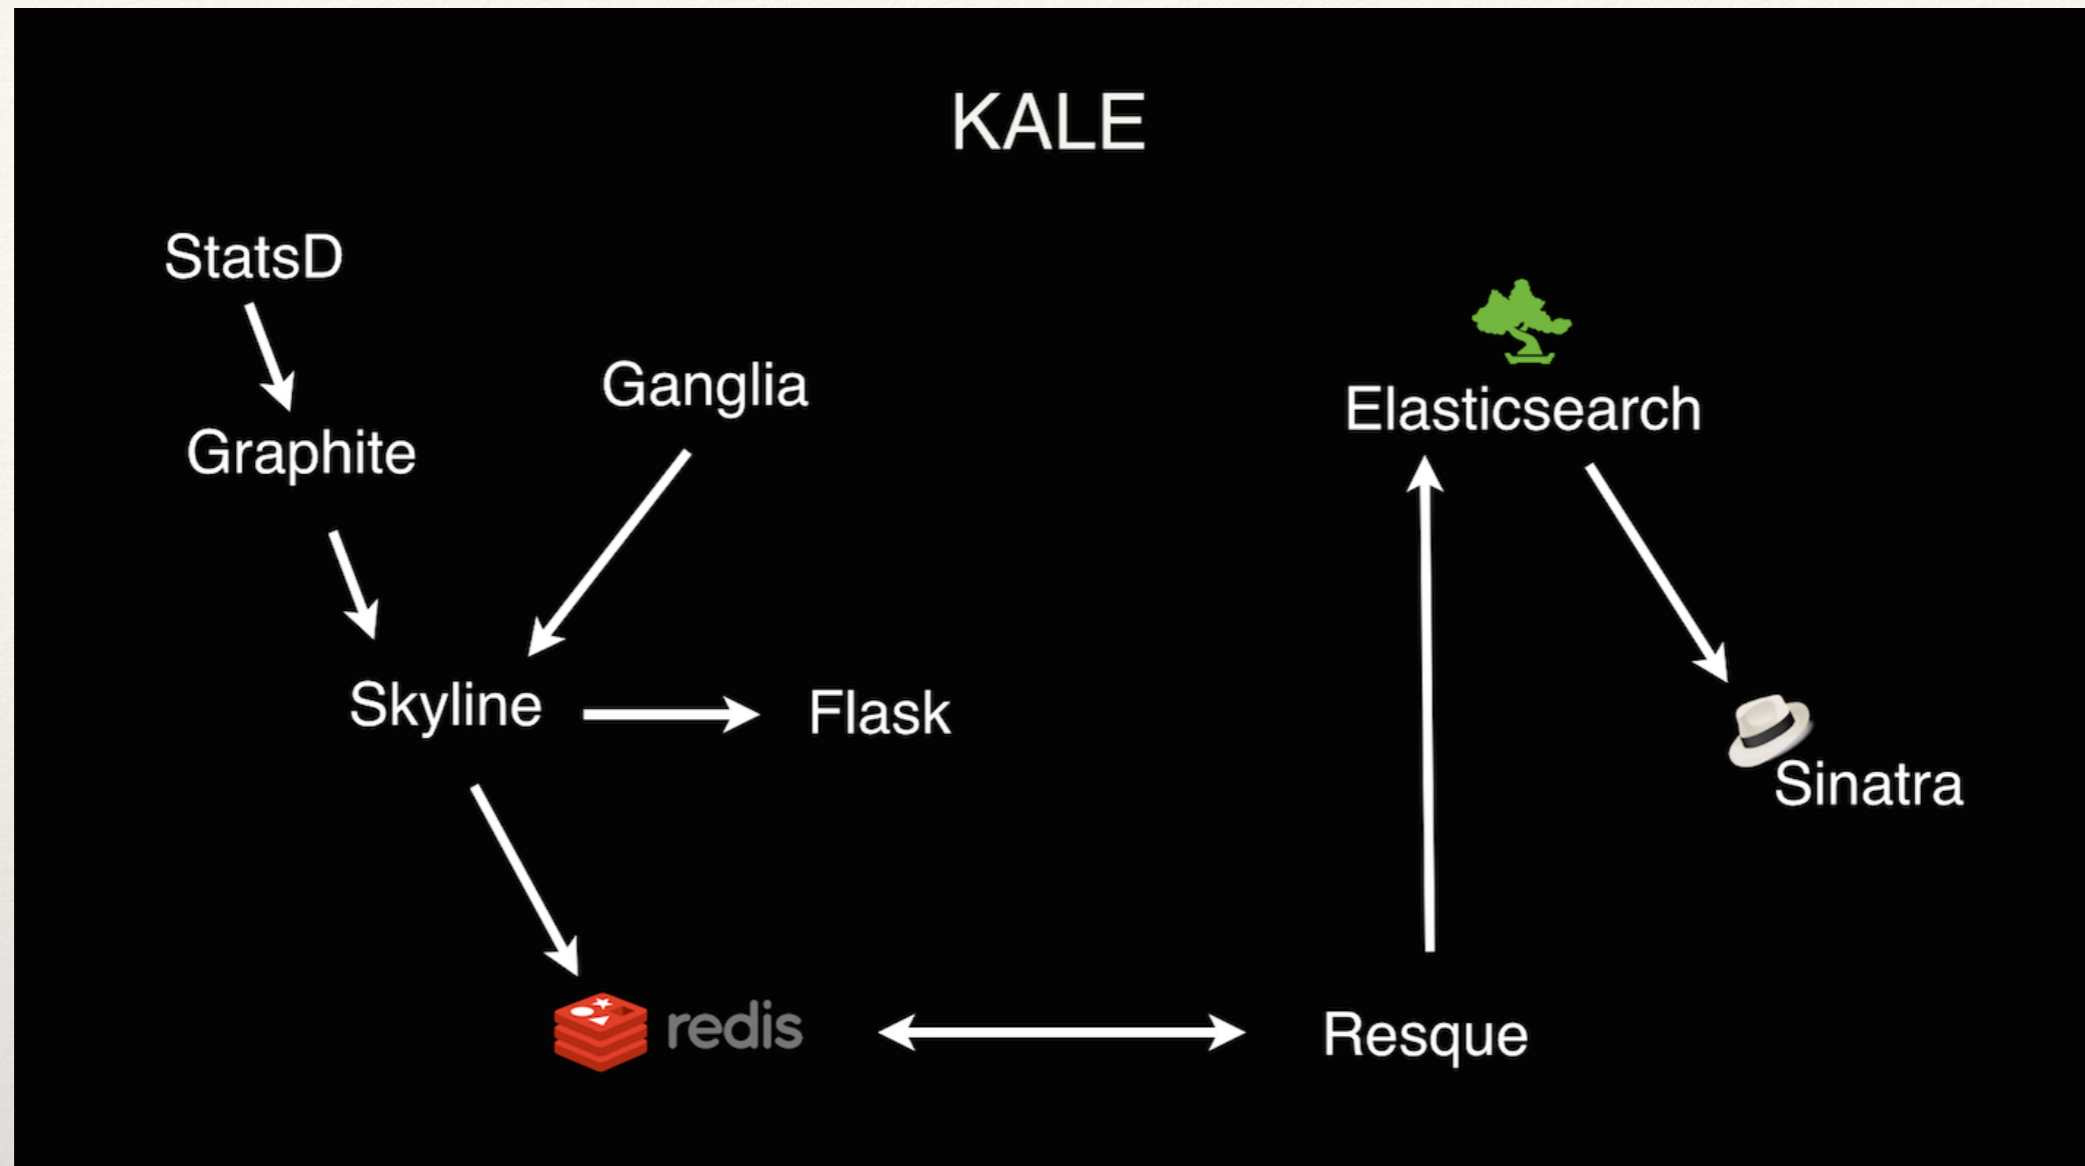 KALE
StatsD
Ganglia
Graphite
Elasticsearch
Skyline
Flask
Sinatra
redis
Resque